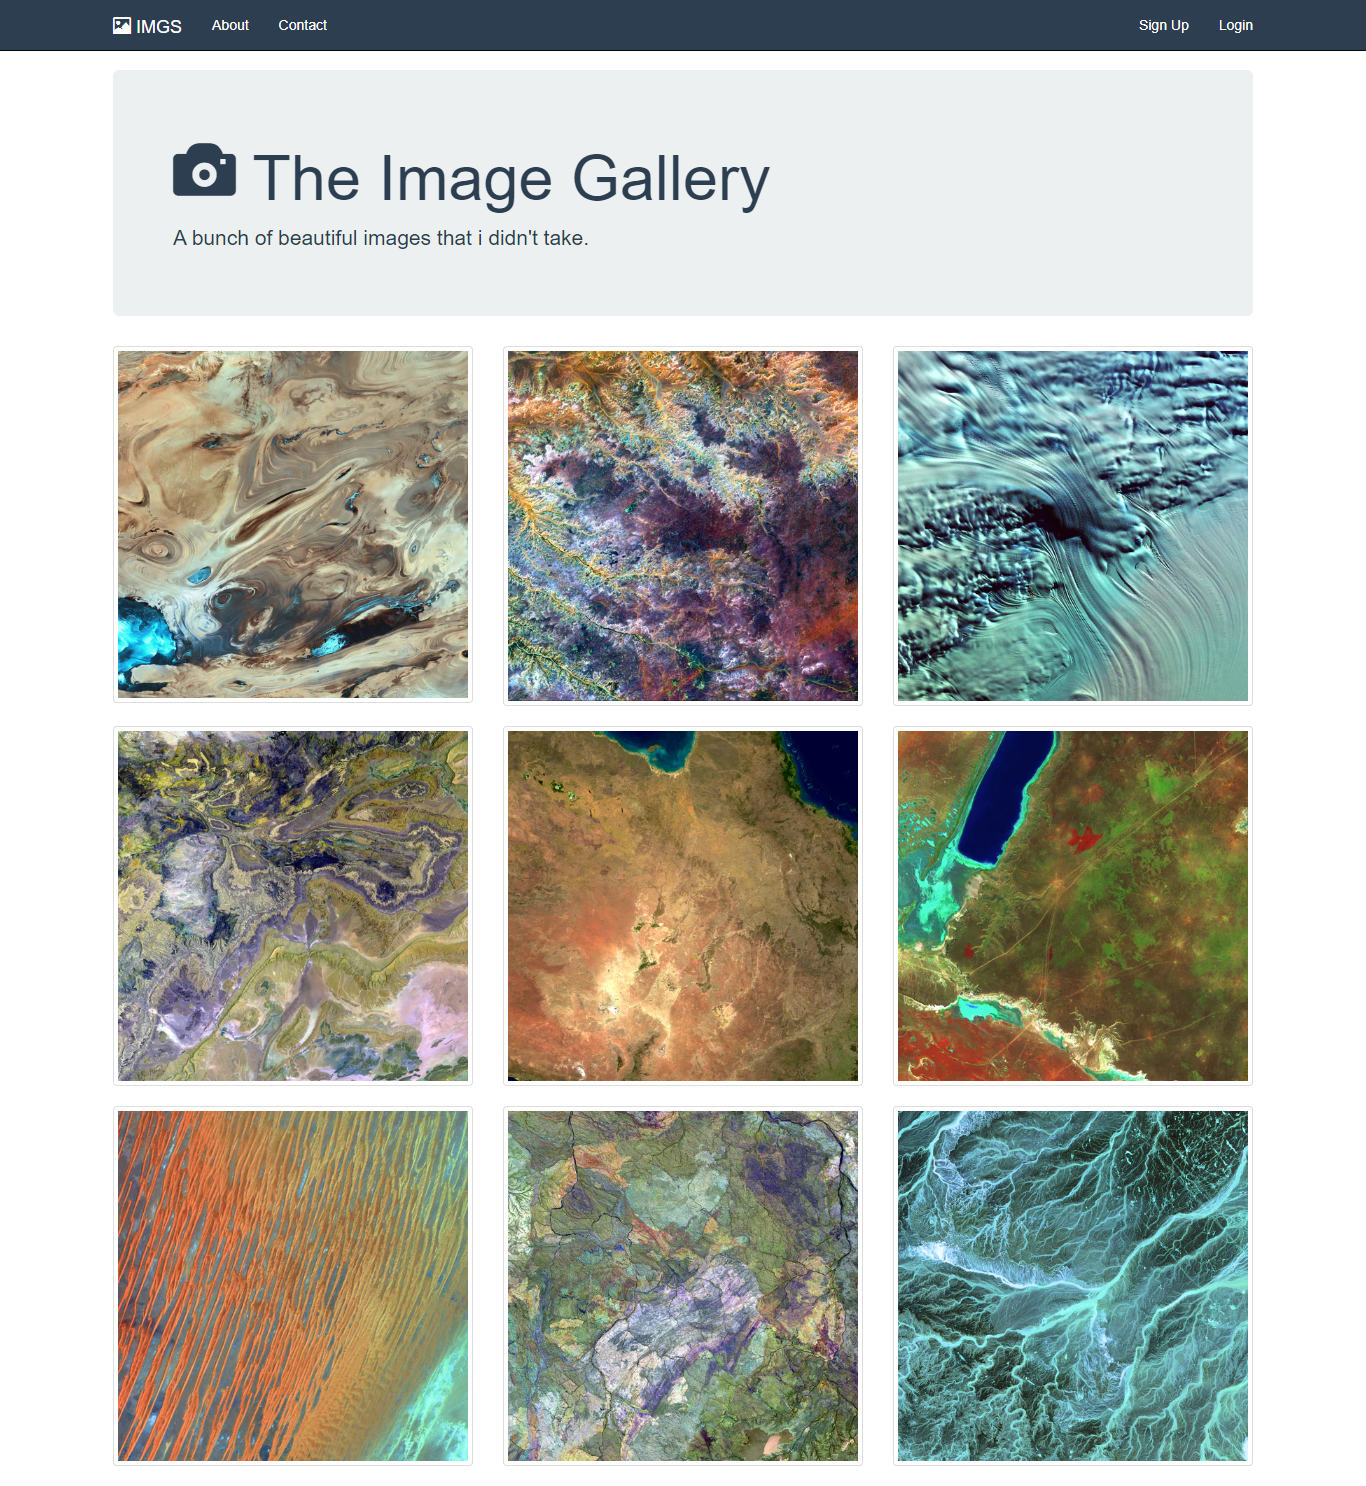 IMGS About Contact Sign Up Login
The Image Gallery
A bunch of beautiful images that i didn't take.